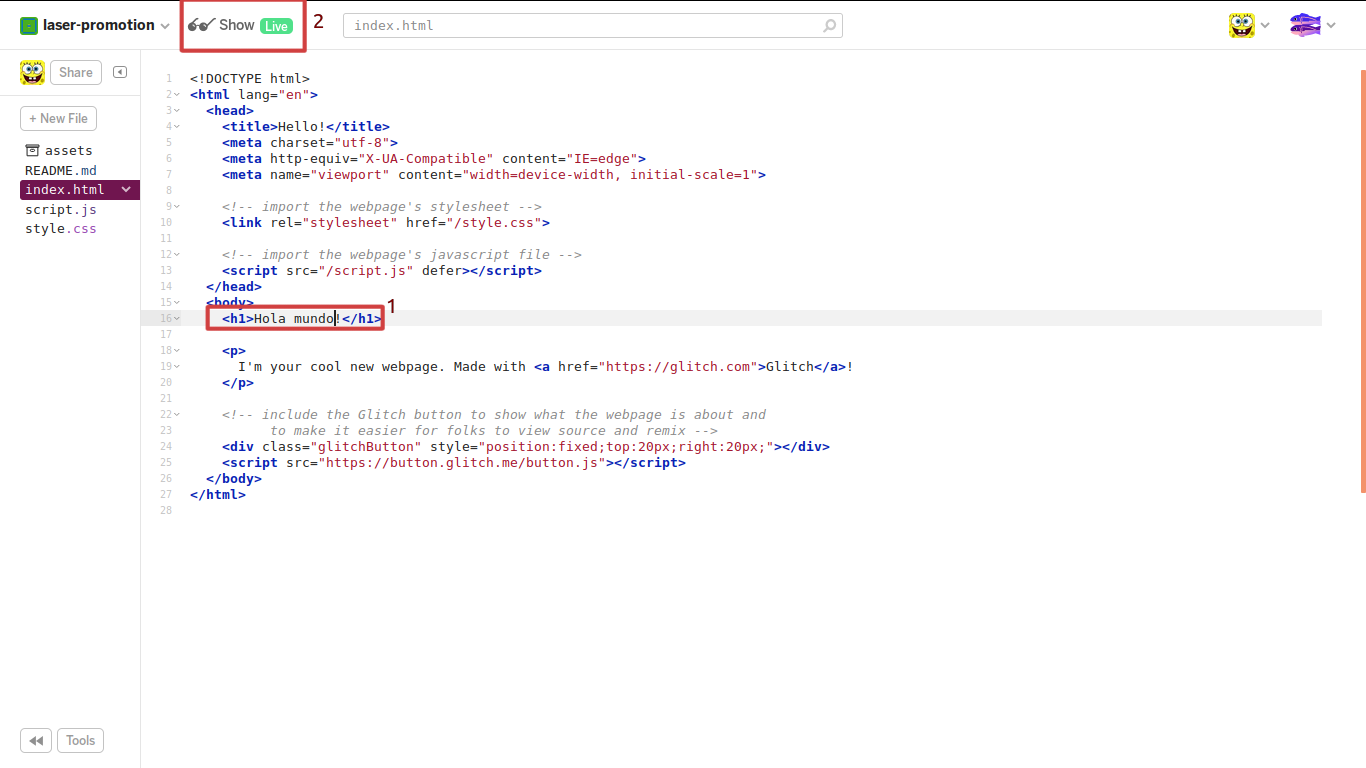 laser-promotion Show Live 2 index.html
Share
+ New File
assets
README.md
index.html
script.js
style.css
1 <!DOCTYPE html>
2 <html lang="en">
3 <head>
4 <title>Hello!</title>
5 <meta charset="utf-8">
6 <meta http-equiv="X-UA-Compatible" content="IE=edge">
7 <meta name="viewport" content="width=device-width, initial-scale=1">
8
9 <!-- import the webpage's stylesheet -->
10 <link rel="stylesheet" href="/style.css">
11
12 <!-- import the webpage's javascript file -->
13 <script src="/script.js" defer></script>
14 </head>
15 <body>
16 <h1>Hola mundo!</h1> 1
17
18 <p>
19 I'm your cool new webpage. Made with <a href="https://glitch.com">Glitch</a>!
20 </p>
21
22 <!-- include the Glitch button to show what the webpage is about and
23 to make it easier for folks to view source and remix -->
24 <div class="glitchButton" style="position:fixed;top:20px;right:20px;"></div>
25 <script src="https://button.glitch.me/button.js"></script>
26 </body>
27 </html>
28
Tools